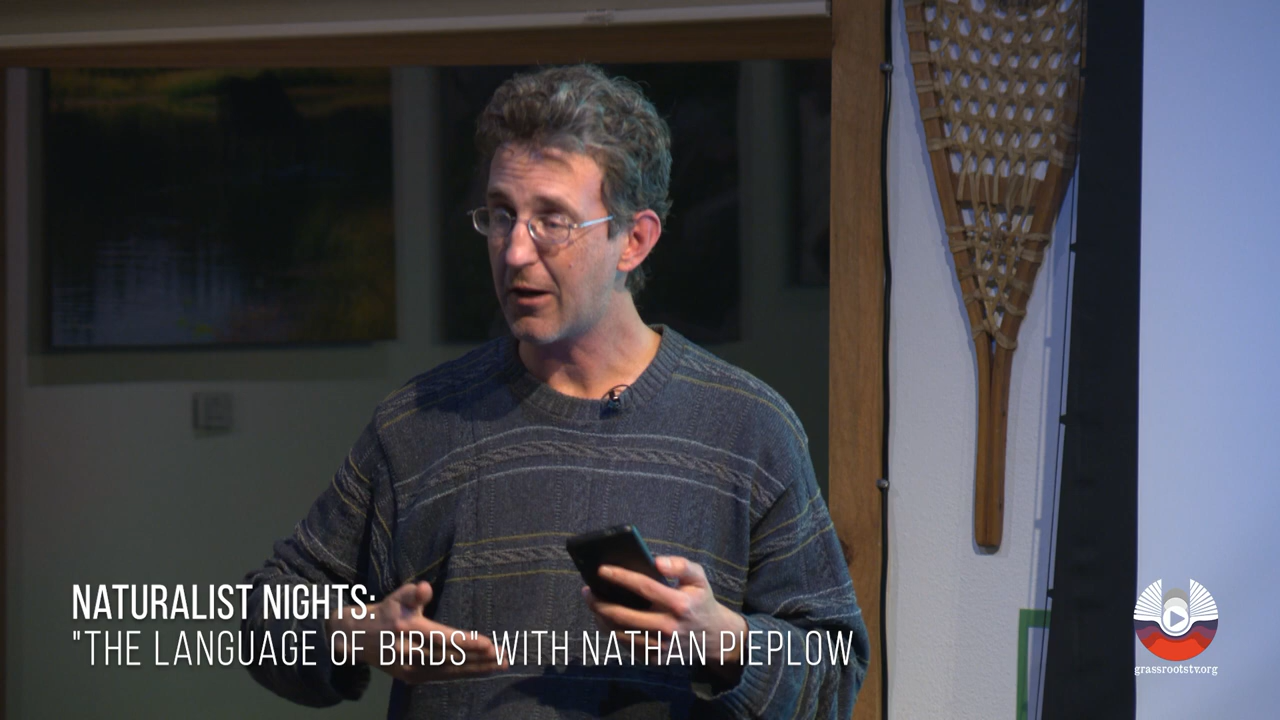 NATURALIST NIGHTS:
"THE LANGUAGE OF BIRDS" WITH NATHAN PIEPLOW
grassrootstv.org